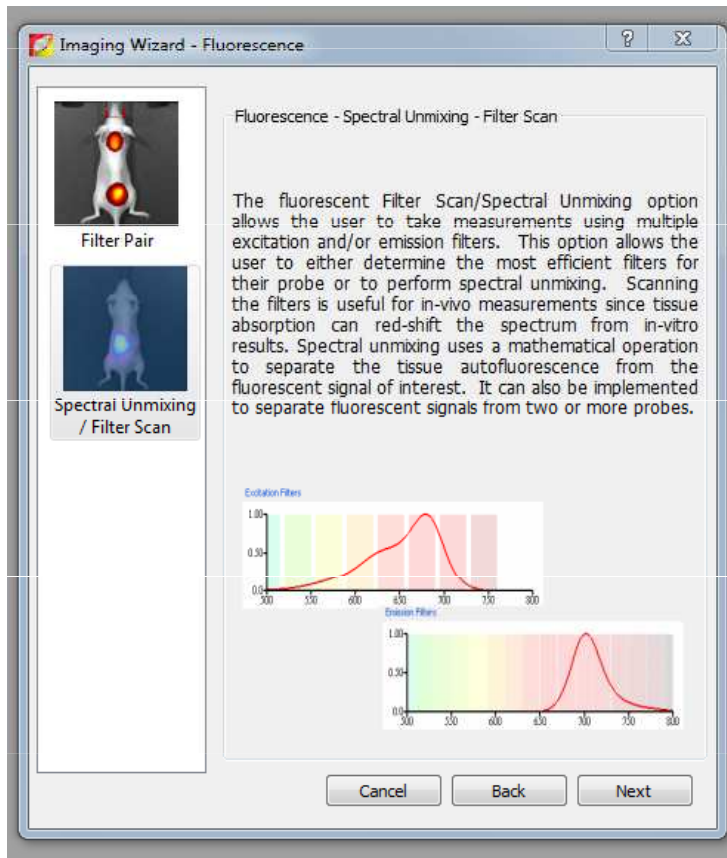 Imaging Wizard - Fluorescence
Filter Pair
Spectral Unmixing
/ Filter Scan
Fluorescence - Spectral Unmixing - Filter Scan
The fluorescent Filter Scan/Spectral Unmixing option
allows the user to take measurements using multiple
excitation and/or emission filters. This option allows the
user to either determine the most efficient filters for
their probe or to perform spectral unmixing. Scanning
the filters is useful for in-vivo measurements since tissue
absorption can red-shift the spectrum from in-vitro
results. Spectral unmixing uses a mathematical operation
to separate the tissue autofluorescence from the
fluorescent signal of interest. It can also be implemented
to separate fluorescent signals from two or more probes.
Excitation Filters
1.00
0.50
0.0
500 550 600 650 700 750 800
Emission Filters
1.00
0.50
0.0
500 550 600 650 700 750 800
Cancel Back Next